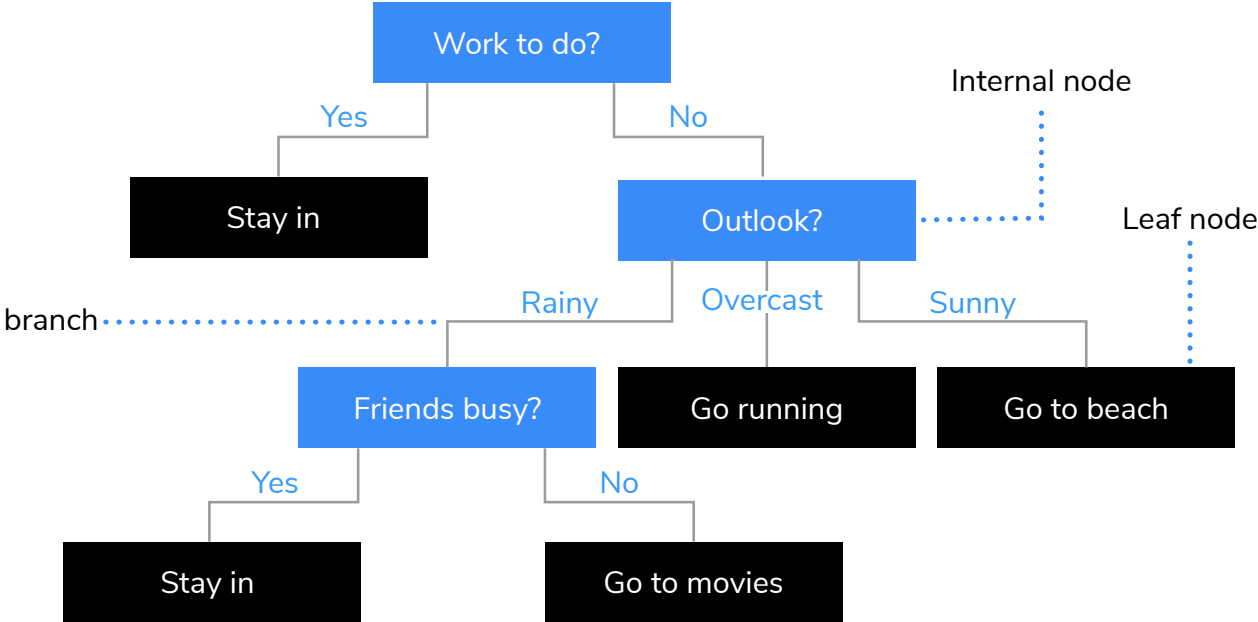 Work to do?
Internal node
Yes
No
Stay in
Outlook?
Leaf node
branch
Rainy
Overcast
Sunny
Friends busy?
Go running
Go to beach
Yes
No
Stay in
Go to movies